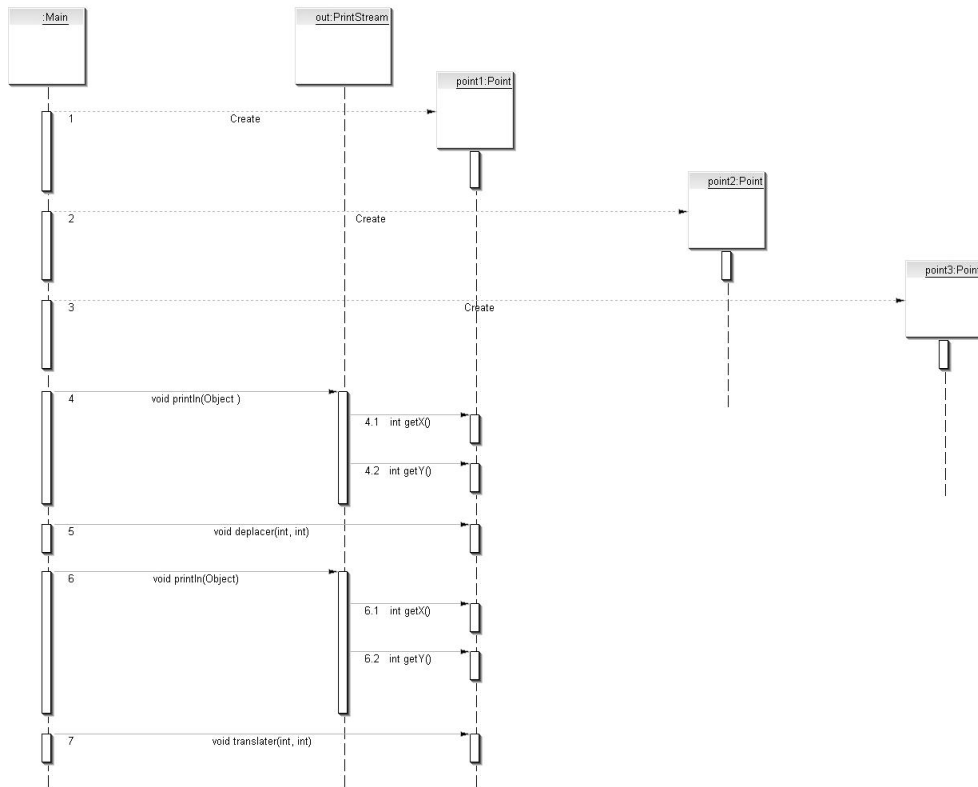 :Main
out:PrintStream
point1:Point
1 Create
point2:Point
2 Create
point3:Point
3 Create
4 void println(Object )
4.1 int getX()
4.2 int getY()
5 void deplacer(int, int)
6 void println(Object)
6.1 int getX()
6.2 int getY()
7 void translater(int, int)